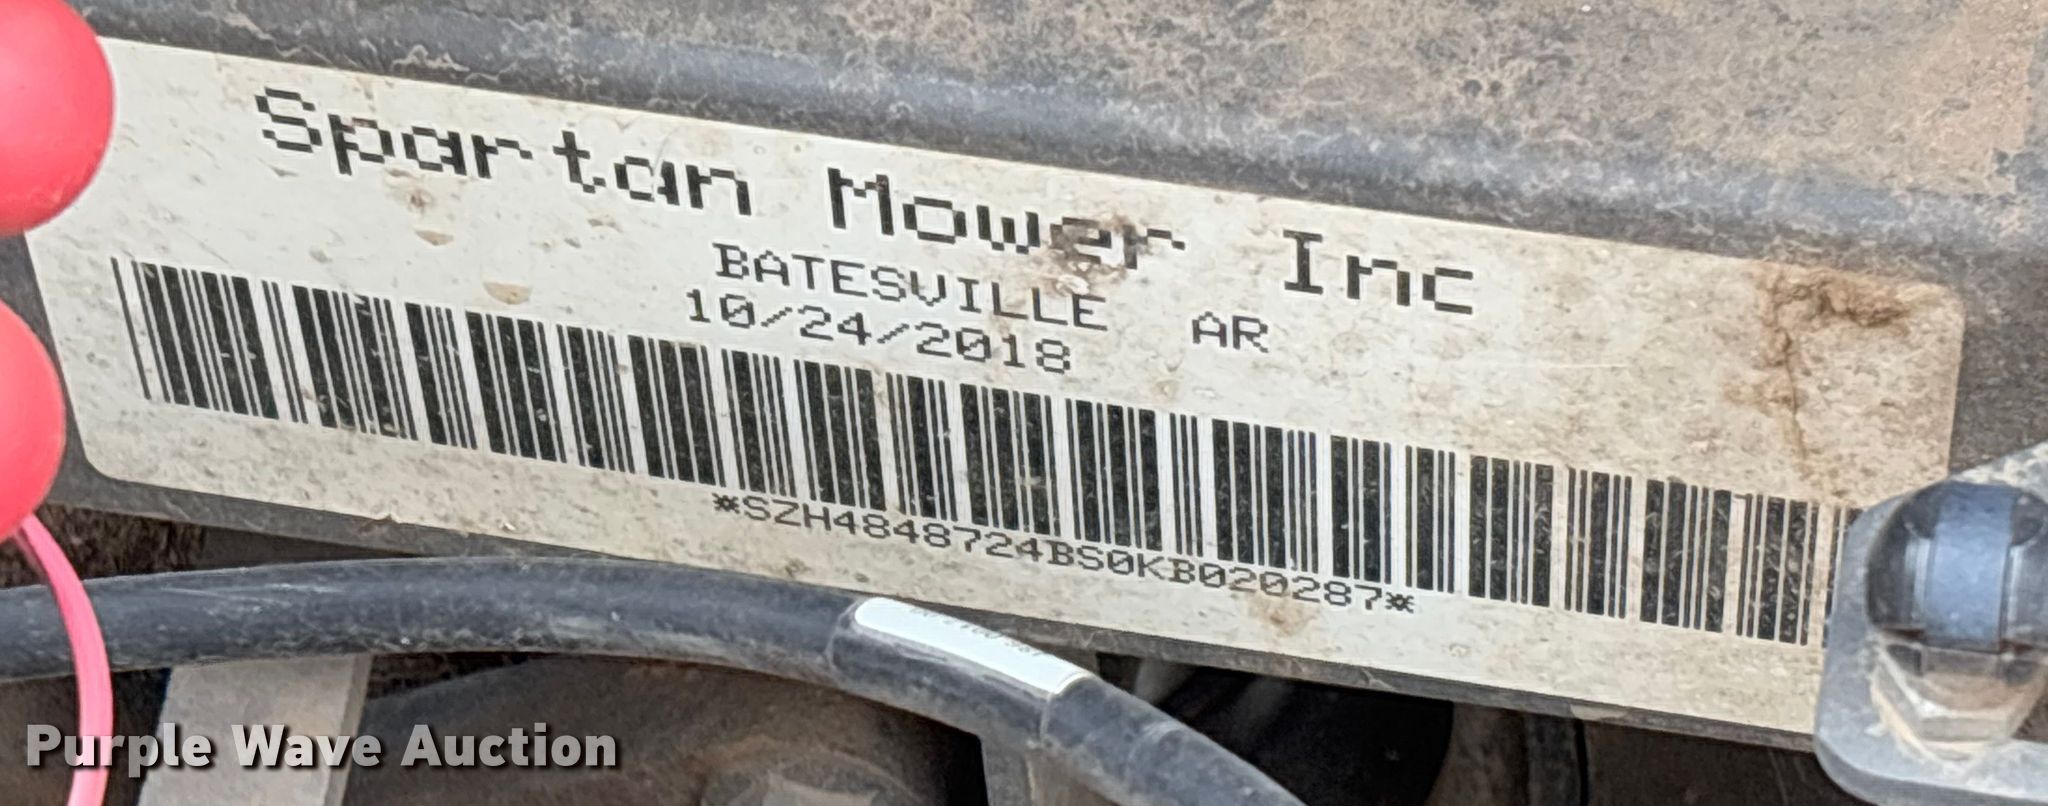 Spartan Mower Inc
BATESVILLE AR
10/24/2018
*SZH4848724BS0KB020287*
Purple Wave Auction